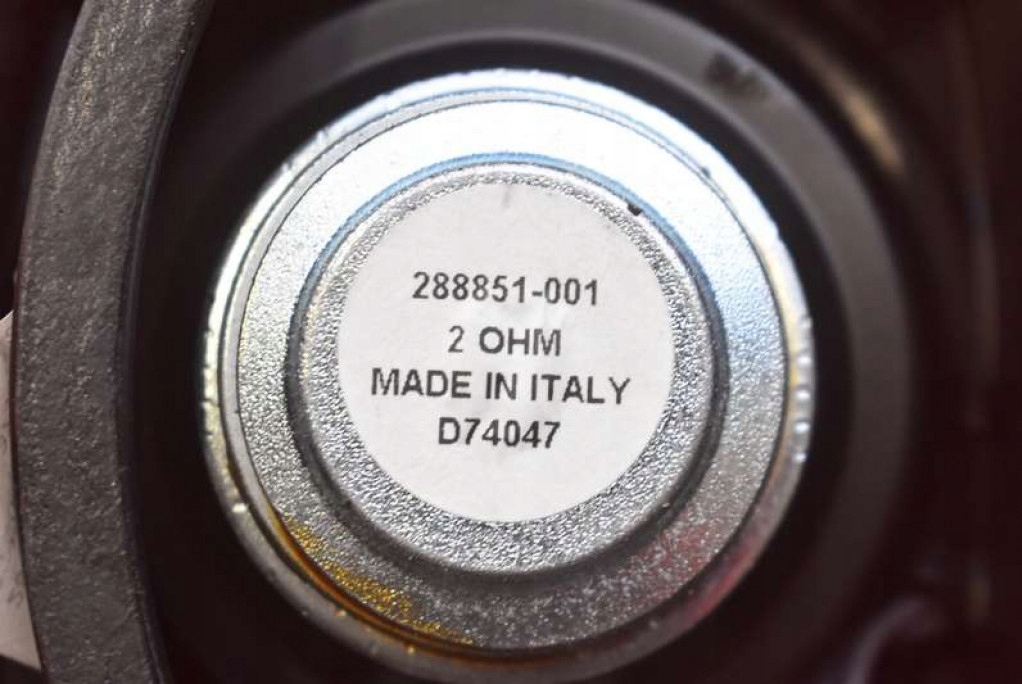 288851-001
2 OHM
MADE IN ITALY
D74047